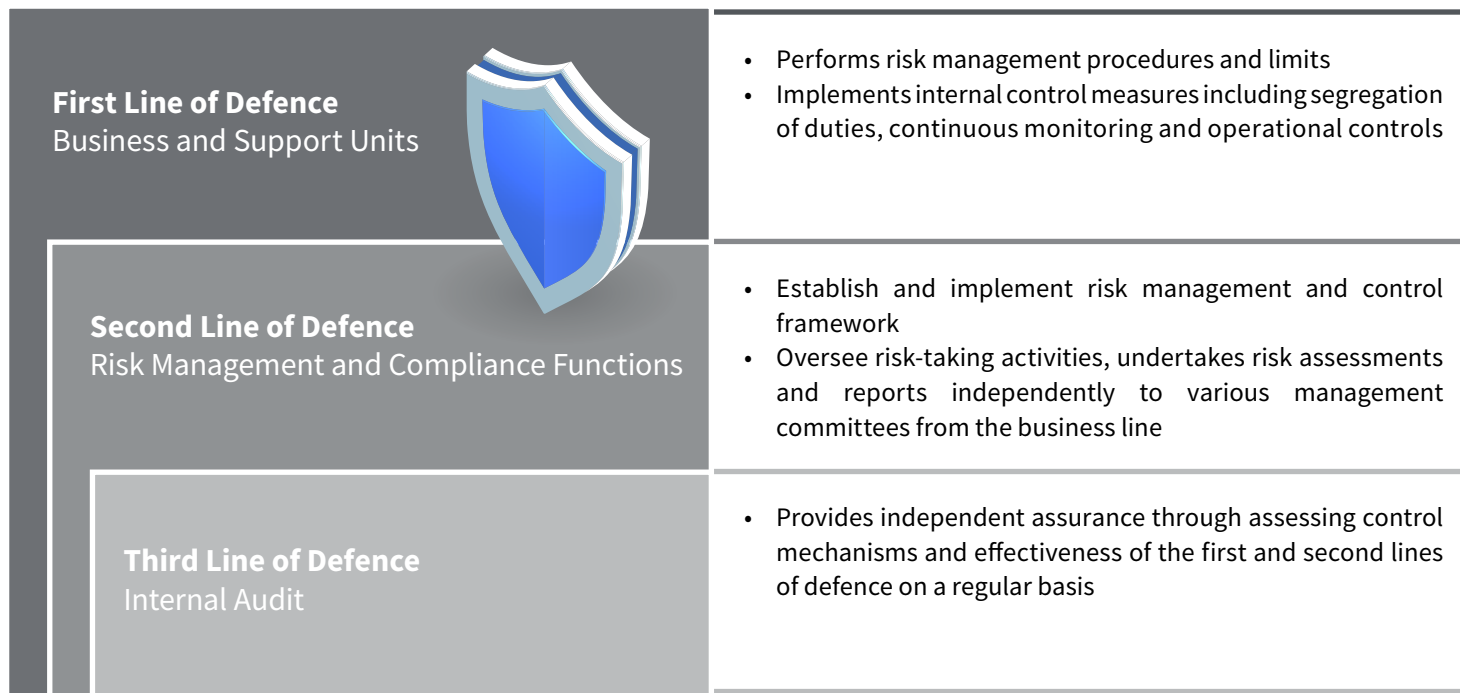 First Line of Defence
Business and Support Units
• Performs risk management procedures and limits
• Implements internal control measures including segregation
of duties, continuous monitoring and operational controls
Second Line of Defence
Risk Management and Compliance Functions
• Establish and implement risk management and control
framework
• Oversee risk-taking activities, undertakes risk assessments
and reports independently to various management
committees from the business line
Third Line of Defence
Internal Audit
• Provides independent assurance through assessing control
mechanisms and effectiveness of the first and second lines
of defence on a regular basis